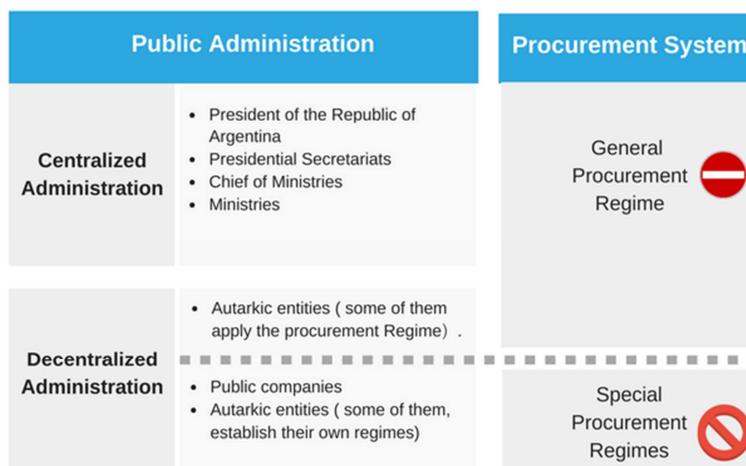 Public Administration
Procurement System
Centralized
Administration
• President of the Republic of
Argentina
• Presidential Secretariats
• Chief of Ministries
• Ministries
General
Procurement
Regime
Decentralized
Administration
• Autarkic entities ( some of them
apply the procurement Regime) .
• Public companies
• Autarkic entities ( some of them,
establish their own regimes)
Special
Procurement
Regimes